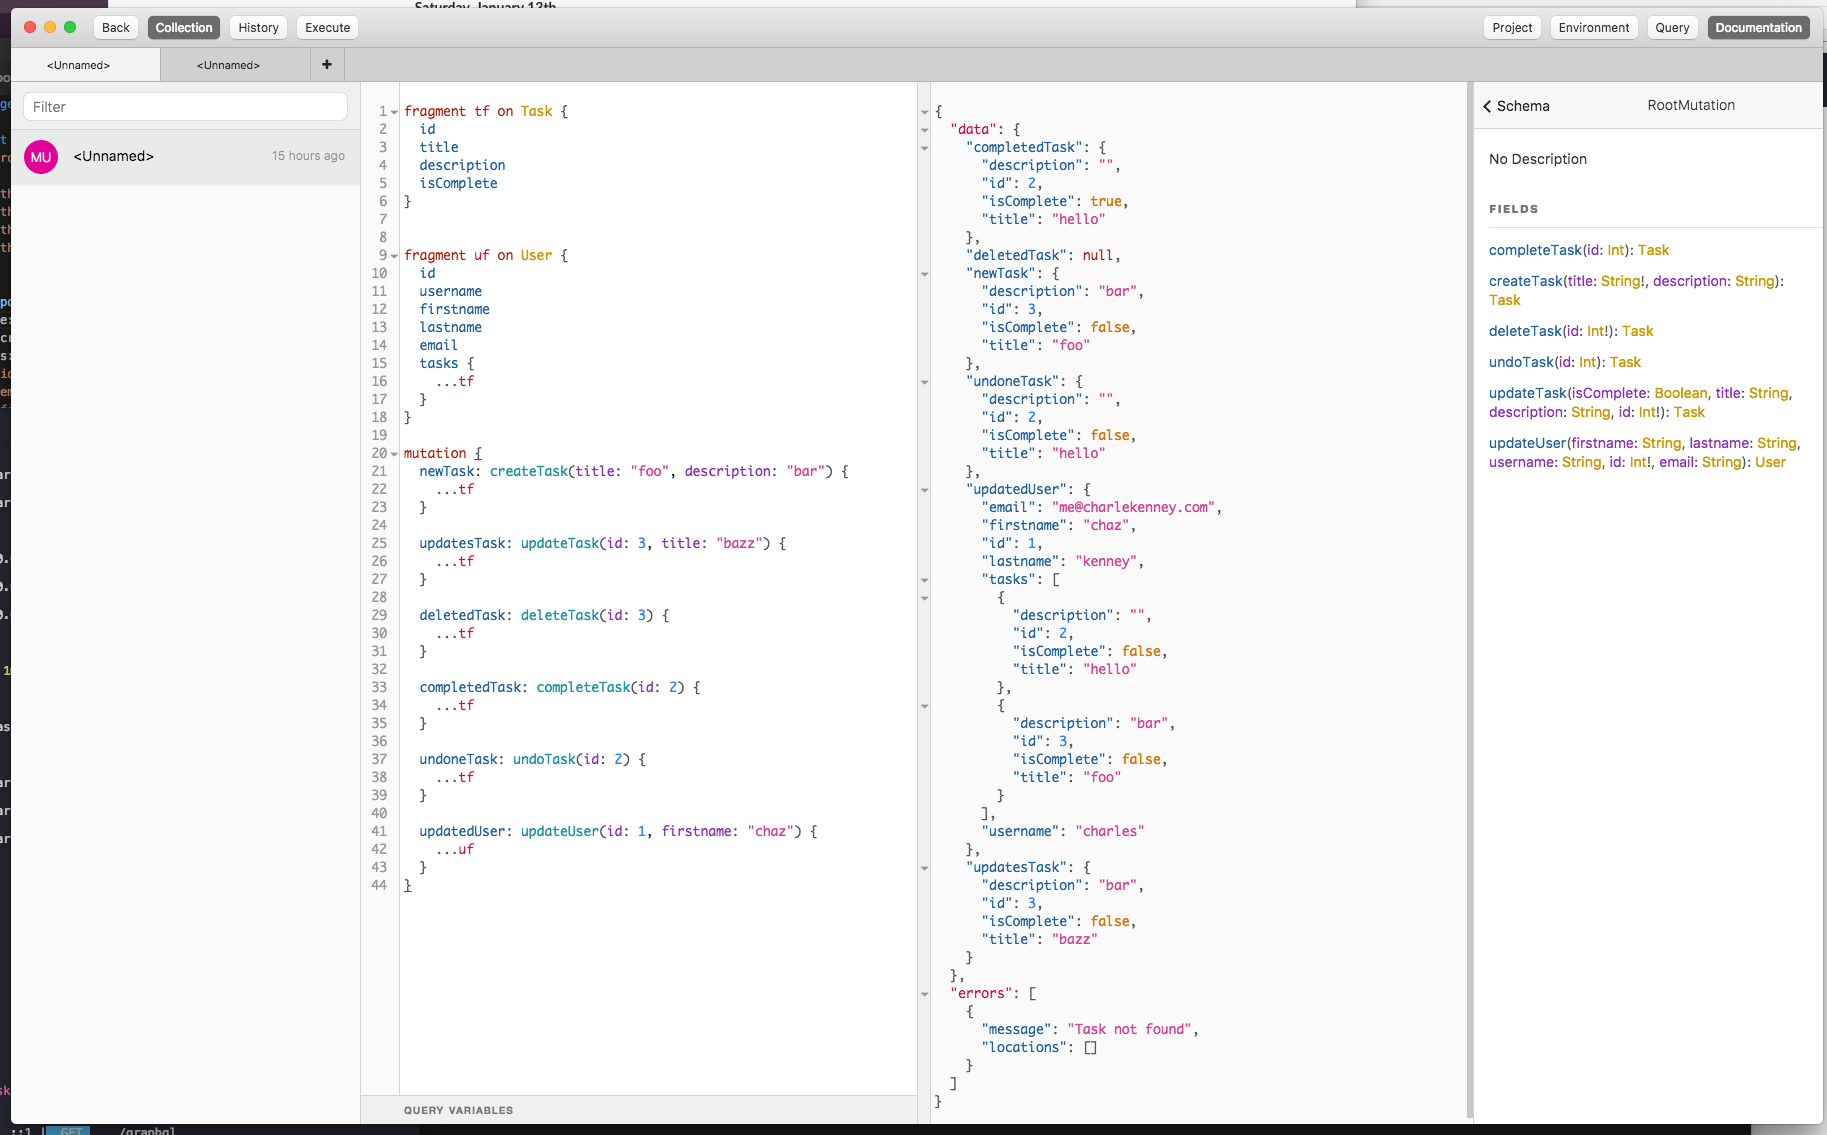 Saturday, January 13th
Back
Collection
History
Execute
Project
Environment
Query
Documentation
<Unnamed>
<Unnamed>
+
Filter
MU
<Unnamed>
15 hours ago
1 fragment tf on Task {
2   id
3   title
4   description
5   isComplete
6 }
7
8
9 fragment uf on User {
10   id
11   username
12   firstname
13   lastname
14   email
15   tasks {
16     ...tf
17   }
18 }
19
20 mutation {
21   newTask: createTask(title: "foo", description: "bar") {
22     ...tf
23   }
24
25   updatesTask: updateTask(id: 3, title: "bazz") {
26     ...tf
27   }
28
29   deletedTask: deleteTask(id: 3) {
30     ...tf
31   }
32
33   completedTask: completeTask(id: 2) {
34     ...tf
35   }
36
37   undoneTask: undoTask(id: 2) {
38     ...tf
39   }
40
41   updatedUser: updateUser(id: 1, firstname: "chaz") {
42     ...uf
43   }
44 }
QUERY VARIABLES
{
  "data": {
    "completedTask": {
      "description": "",
      "id": 2,
      "isComplete": true,
      "title": "hello"
    },
    "deletedTask": null,
    "newTask": {
      "description": "bar",
      "id": 3,
      "isComplete": false,
      "title": "foo"
    },
    "undoneTask": {
      "description": "",
      "id": 2,
      "isComplete": false,
      "title": "hello"
    },
    "updatedUser": {
      "email": "me@charlekenney.com",
      "firstname": "chaz",
      "id": 1,
      "lastname": "kenney",
      "tasks": [
        {
          "description": "",
          "id": 2,
          "isComplete": false,
          "title": "hello"
        },
        {
          "description": "bar",
          "id": 3,
          "isComplete": false,
          "title": "foo"
        }
      ],
      "username": "charles"
    },
    "updatesTask": {
      "description": "bar",
      "id": 3,
      "isComplete": false,
      "title": "bazz"
    }
  },
  "errors": [
    {
      "message": "Task not found",
      "locations": []
    }
  ]
}
Schema
RootMutation
No Description
FIELDS
completeTask(id: Int): Task
createTask(title: String!, description: String):
Task
deleteTask(id: Int!): Task
undoTask(id: Int): Task
updateTask(isComplete: Boolean, title: String,
description: String, id: Int!): Task
updateUser(firstname: String, lastname: String,
username: String, id: Int!, email: String): User
::1 | GET /graphql